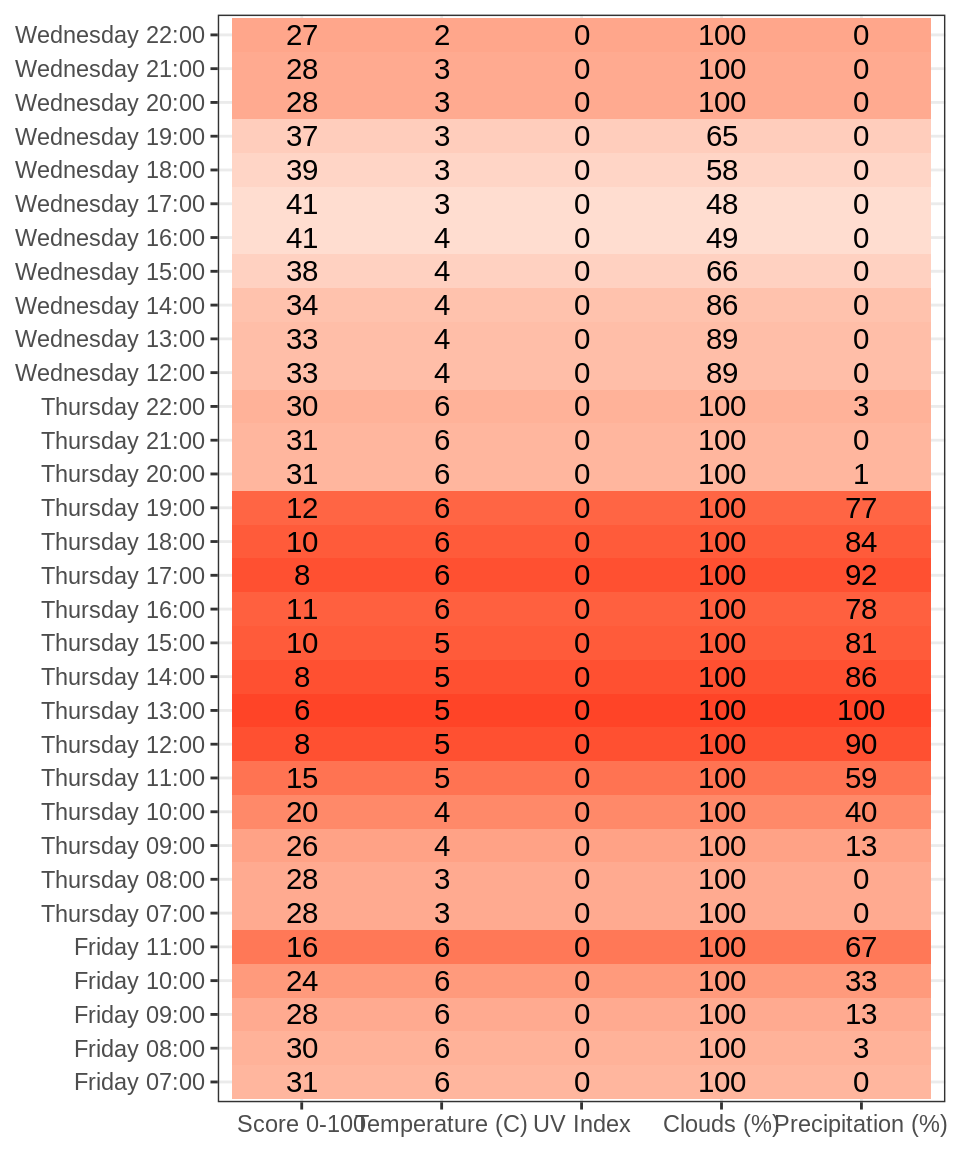 Wednesday 22:00 27 2 0 100 0
Wednesday 21:00 28 3 0 100 0
Wednesday 20:00 28 3 0 100 0
Wednesday 19:00 37 3 0 65 0
Wednesday 18:00 39 3 0 58 0
Wednesday 17:00 41 3 0 48 0
Wednesday 16:00 41 4 0 49 0
Wednesday 15:00 38 4 0 66 0
Wednesday 14:00 34 4 0 86 0
Wednesday 13:00 33 4 0 89 0
Wednesday 12:00 33 4 0 89 0
Thursday 22:00 30 6 0 100 3
Thursday 21:00 31 6 0 100 0
Thursday 20:00 31 6 0 100 1
Thursday 19:00 12 6 0 100 77
Thursday 18:00 10 6 0 100 84
Thursday 17:00 8 6 0 100 92
Thursday 16:00 11 6 0 100 78
Thursday 15:00 10 5 0 100 81
Thursday 14:00 8 5 0 100 86
Thursday 13:00 6 5 0 100 100
Thursday 12:00 8 5 0 100 90
Thursday 11:00 15 5 0 100 59
Thursday 10:00 20 4 0 100 40
Thursday 09:00 26 4 0 100 13
Thursday 08:00 28 3 0 100 0
Thursday 07:00 28 3 0 100 0
Friday 11:00 16 6 0 100 67
Friday 10:00 24 6 0 100 33
Friday 09:00 28 6 0 100 13
Friday 08:00 30 6 0 100 3
Friday 07:00 31 6 0 100 0
Score 0-100 Temperature (C) UV Index Clouds (%) Precipitation (%)